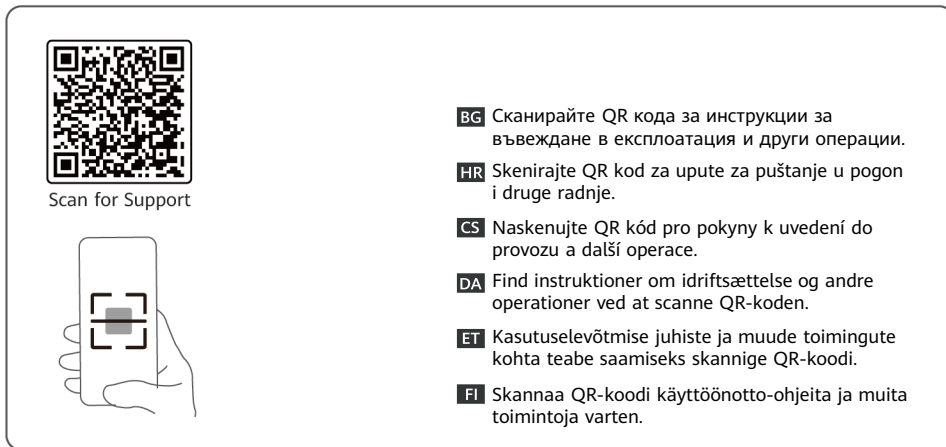 Scan for Support
BG Сканирайте QR кода за инструкции за
въвеждане в експлоатация и други операции.
HR Skenirajte QR kod za upute za puštanje u pogon
i druge radnje.
CS Naskenujte QR kód pro pokyny k uvedení do
provozu a další operace.
DA Find instruktioner om idriftsættelse og andre
operationer ved at scanne QR-koden.
ET Kasutuselevõtmise juhiste ja muude toimingute
kohta teabe saamiseks skannige QR-koodi.
FI Skannaa QR-koodi käyttöönotto-ohjeita ja muita
toimintoja varten.